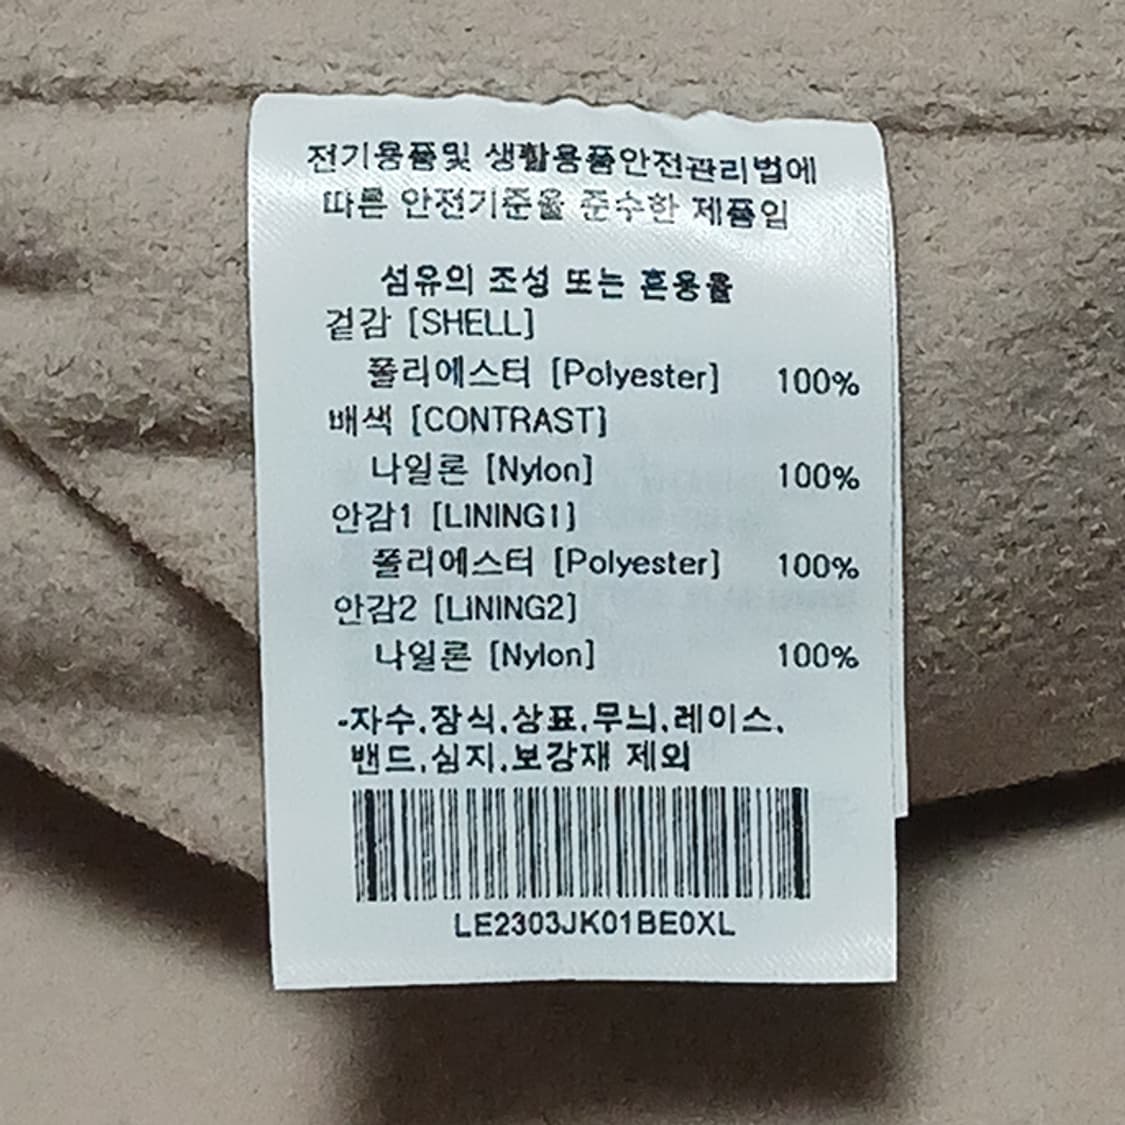 전기용품및 생활용품안전관리법에
따른 안전기준을 준수한 제품임
섬유의 조성 또는 혼용율
겉감 [SHELL]
폴리에스터 [Polyester] 100%
배색 [CONTRAST]
나일론 [Nylon] 100%
안감1 [LINING1]
폴리에스터 [Polyester] 100%
안감2 [LINING2]
나일론 [Nylon] 100%
-자수,장식,상표,무늬,레이스,
밴드,심지,보강재 제외
LE2303JK01BE0XL